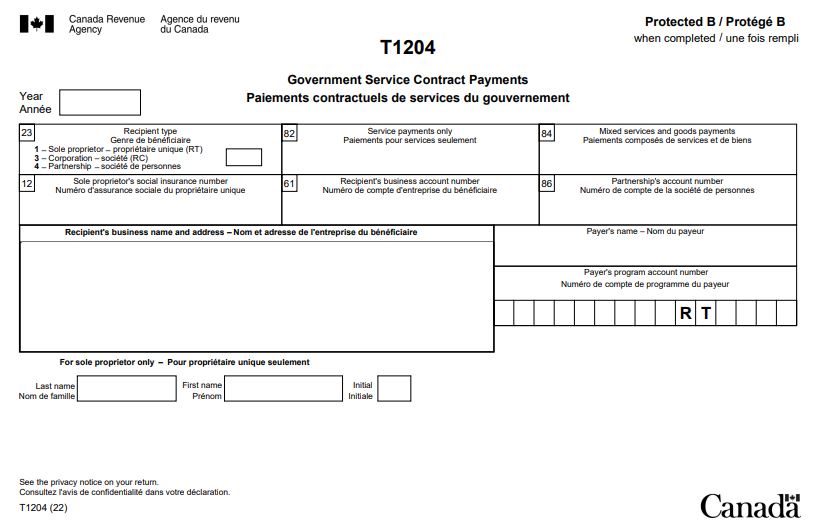 Canada Revenue Agency
Agence du revenu du Canada
Protected B / Protégé B
when completed / une fois rempli
T1204
Government Service Contract Payments
Paiements contractuels de services du gouvernement
Year
Année
23
Recipient type
Genre de bénéficiaire
1 – Sole proprietor – propriétaire unique (RT)
3 – Corporation – société (RC)
4 – Partnership – société de personnes
82
Service payments only
Paiements pour services seulement
84
Mixed services and goods payments
Paiements composés de services et de biens
12
Sole proprietor's social insurance number
Numéro d'assurance sociale du propriétaire unique
61
Recipient's business account number
Numéro de compte d'entreprise du bénéficiaire
86
Partnership's account number
Numéro de compte de la société de personnes
Recipient's business name and address – Nom et adresse de l'entreprise du bénéficiaire
Payer's name – Nom du payeur
Payer's program account number
Numéro de compte de programme du payeur
R T
For sole proprietor only – Pour propriétaire unique seulement
Last name
Nom de famille
First name
Prénom
Initial
Initiale
See the privacy notice on your return.
Consultez l'avis de confidentialité dans votre déclaration.
T1204 (22)
Canada